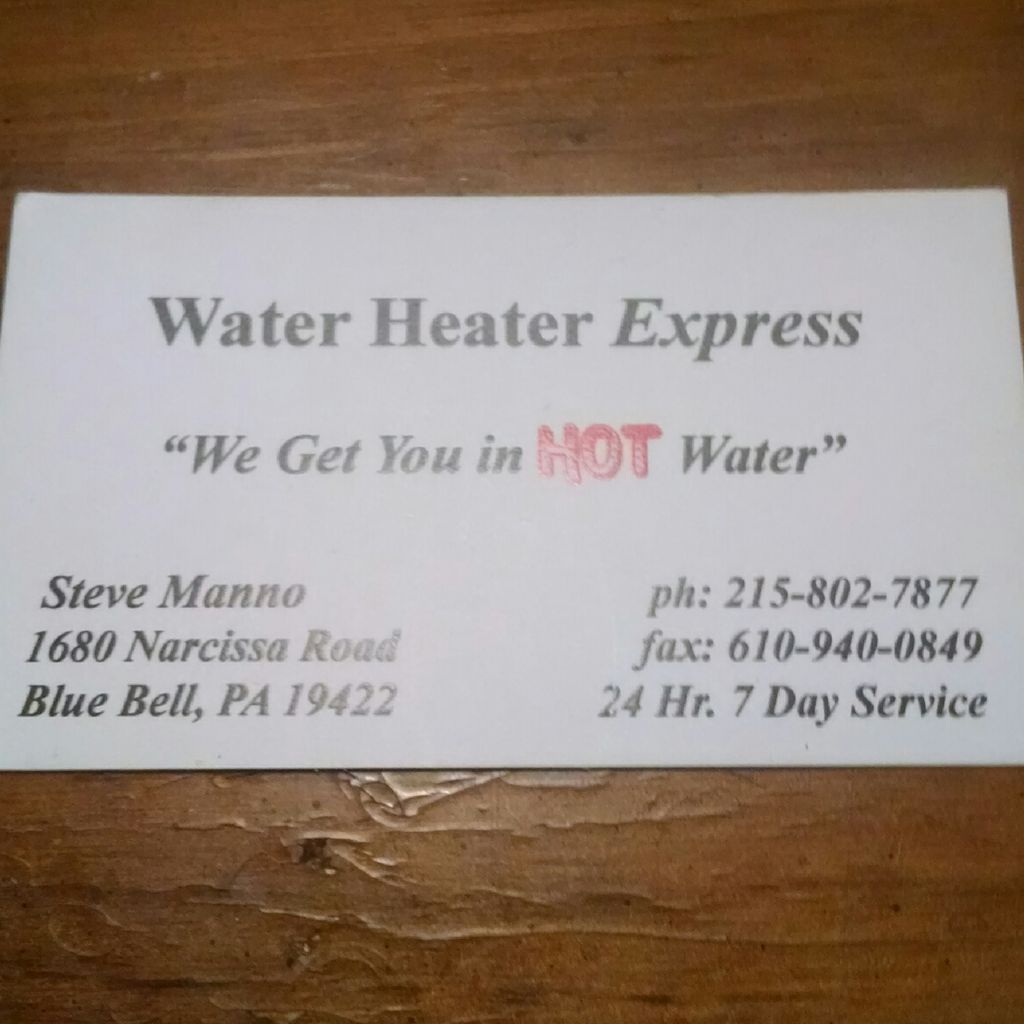 Water Heater Express
“We Get You in HOT Water”
Steve Manno
1680 Narcissa Road
Blue Bell, PA 19422
ph: 215-802-7877
fax: 610-940-0849
24 Hr. 7 Day Service